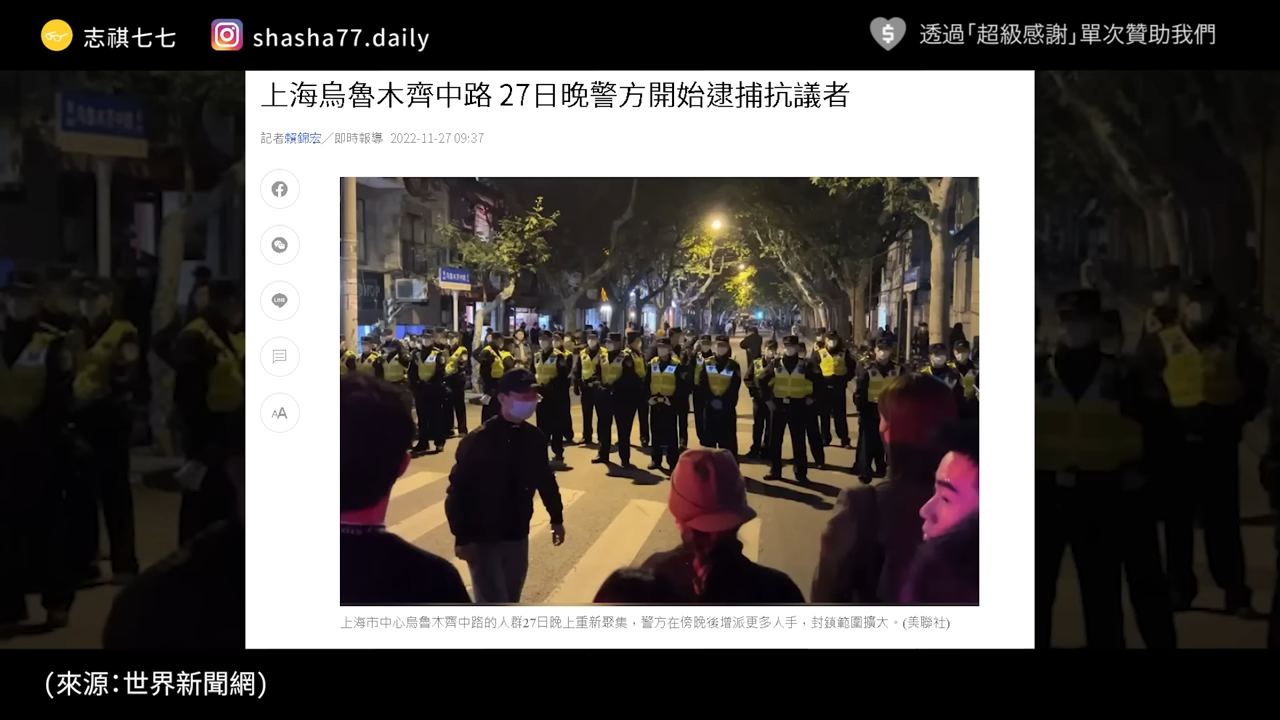 志祺七七
shasha77.daily
透過「超級感謝」單次贊助我們
上海烏魯木齊中路 27日晚警方開始逮捕抗議者
記者賴錦宏／即時報導 2022-11-27 09:37
AA
上海市中心烏魯木齊中路的人群27日晚上重新聚集，警方在傍晚後增派更多人手，封鎖範圍擴大。(美聯社)
(來源：世界新聞網)